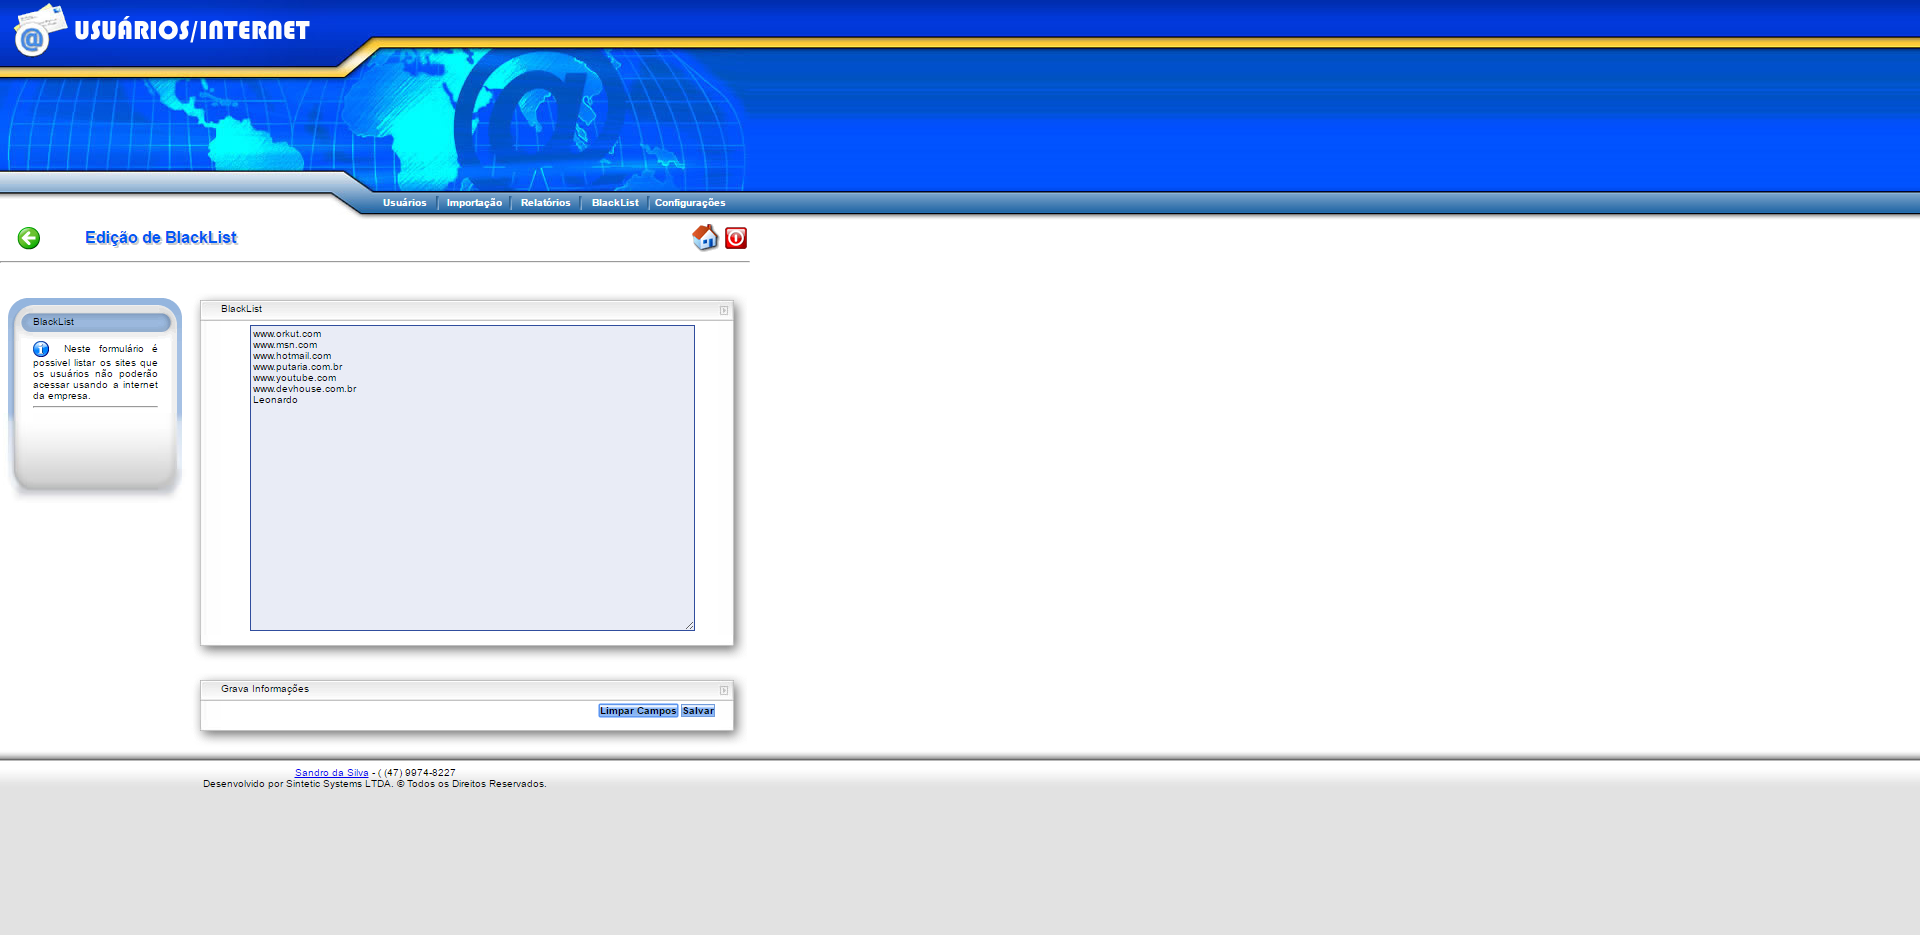 USUÁRIOS/INTERNET
Usuários Importação Relatórios BlackList Configurações
Edição de BlackList
BlackList
Neste formulário é
possivel listar os sites que
os usuários não poderão
acessar usando a internet
da empresa.
BlackList
www.orkut.com
www.msn.com
www.hotmail.com
www.putaria.com.br
www.youtube.com
www.devhouse.com.br
Leonardo
Grava Informações
Limpar Campos Salvar
Sandro da Silva - ( (47) 9974-8227
Desenvolvido por Sintetic Systems LTDA. © Todos os Direitos Reservados.